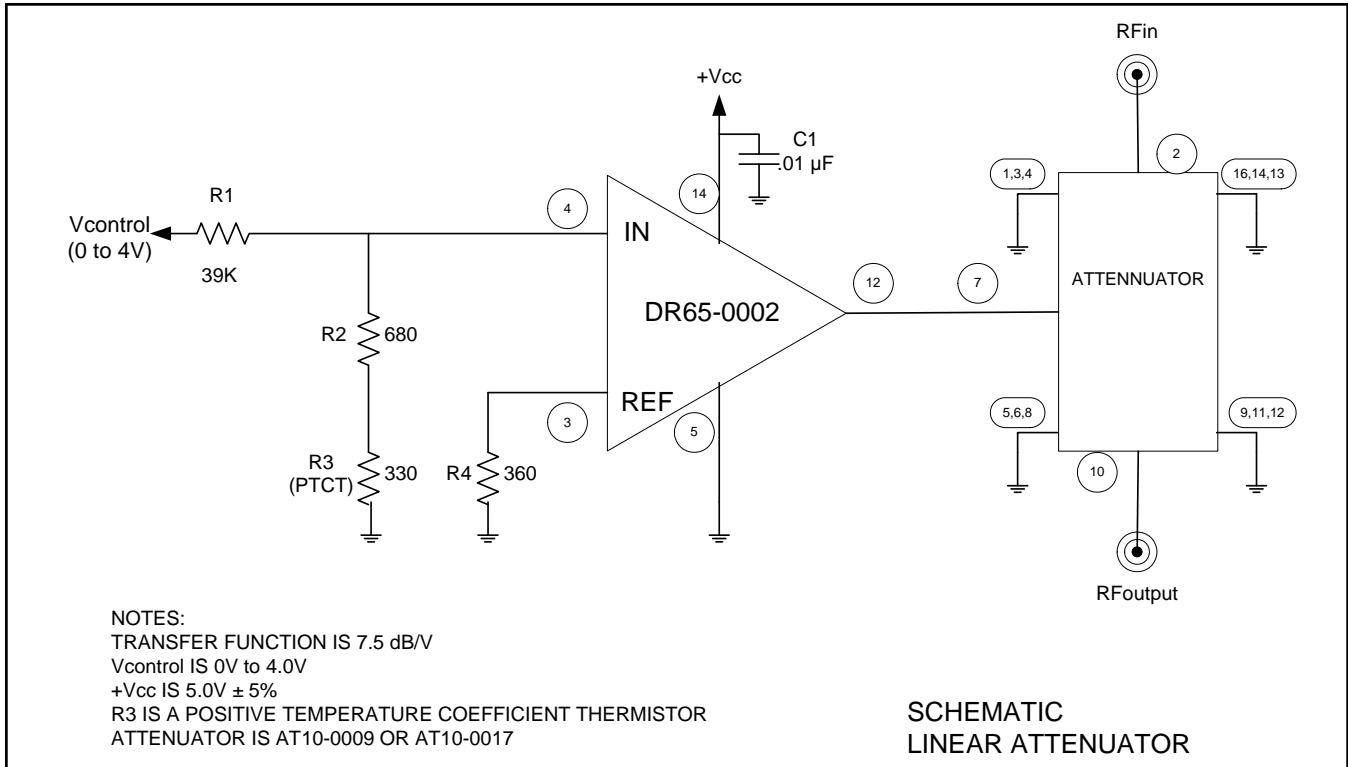 RFin
+Vcc
C1
.01 µF
2
1,3,4
16,14,13
14
R1
4
Vcontrol
(0 to 4V)
IN
39K
12
7
ATTENNUATOR
DR65-0002
R2
680
REF
3
5
5,6,8
9,11,12
R3
(PTCT)
330
R4
360
10
RFoutput
NOTES:
TRANSFER FUNCTION IS 7.5 dB/V
Vcontrol IS 0V to 4.0V
+Vcc IS 5.0V ± 5%
R3 IS A POSITIVE TEMPERATURE COEFFICIENT THERMISTOR
ATTENUATOR IS AT10-0009 OR AT10-0017
SCHEMATIC
LINEAR ATTENUATOR